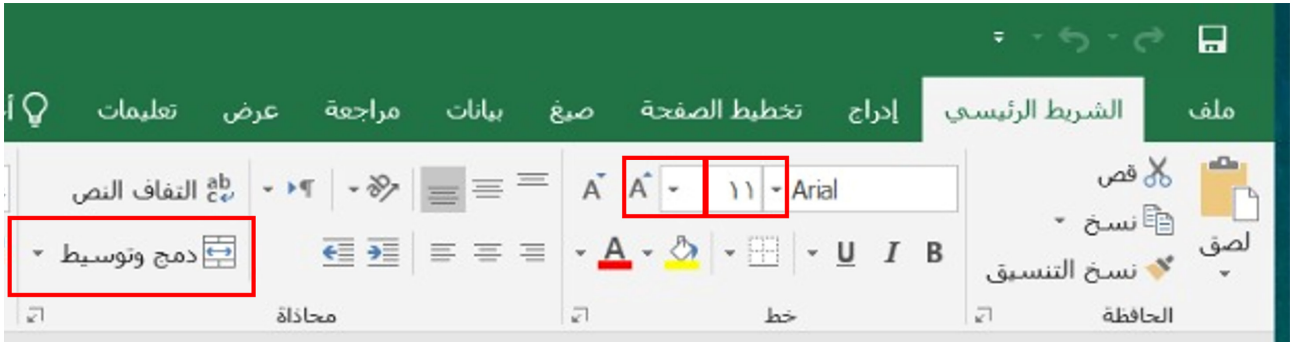 ملف الشريط الرئيسي إدراج تخطيط الصفحة صيغ بيانات مراجعة عرض تعليمات
لصق
قص
نسخ
نسخ التنسيق
الحافظة
Arial ١١ A A
B I U A
خط
ab c التفاف النص
دمج وتوسيط
محاذاة